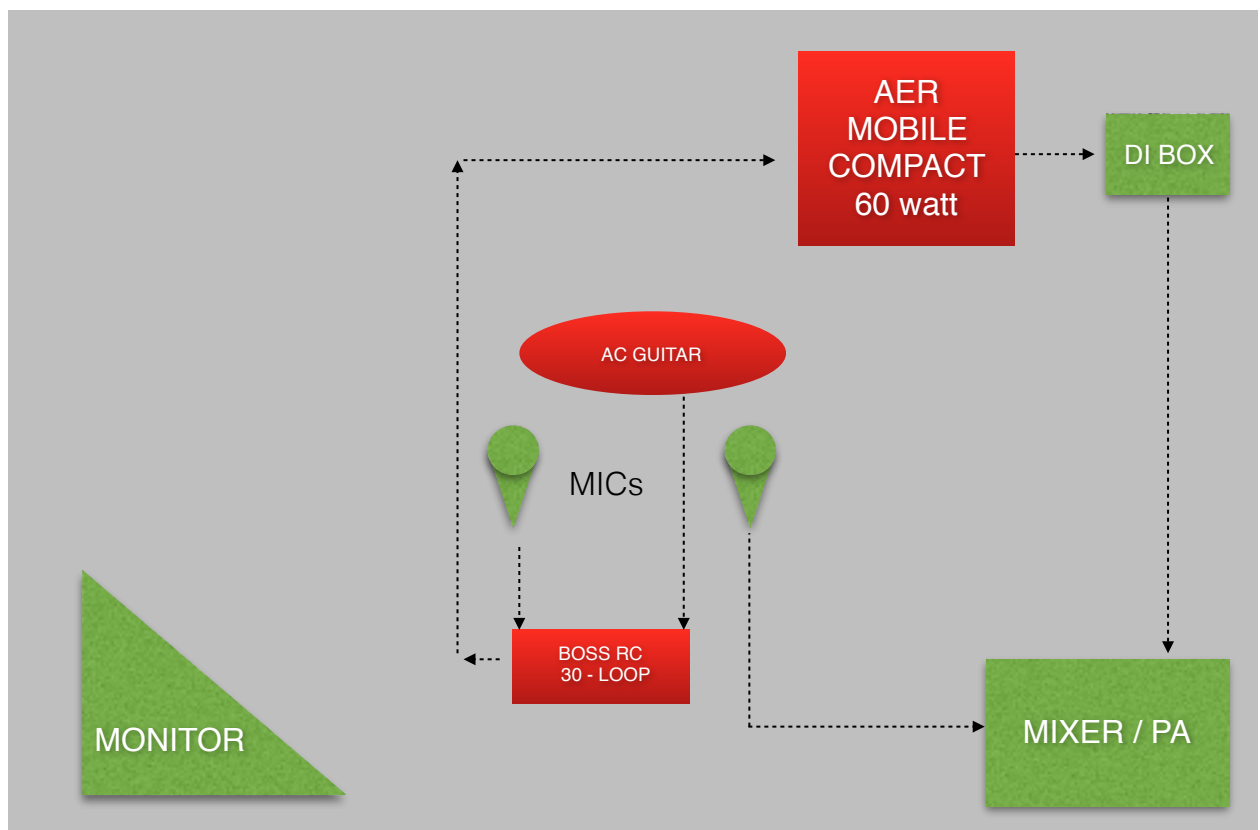 AER
MOBILE
COMPACT
60 watt
DI BOX
AC GUITAR
MICs
BOSS RC
30 - LOOP
MONITOR
MIXER / PA